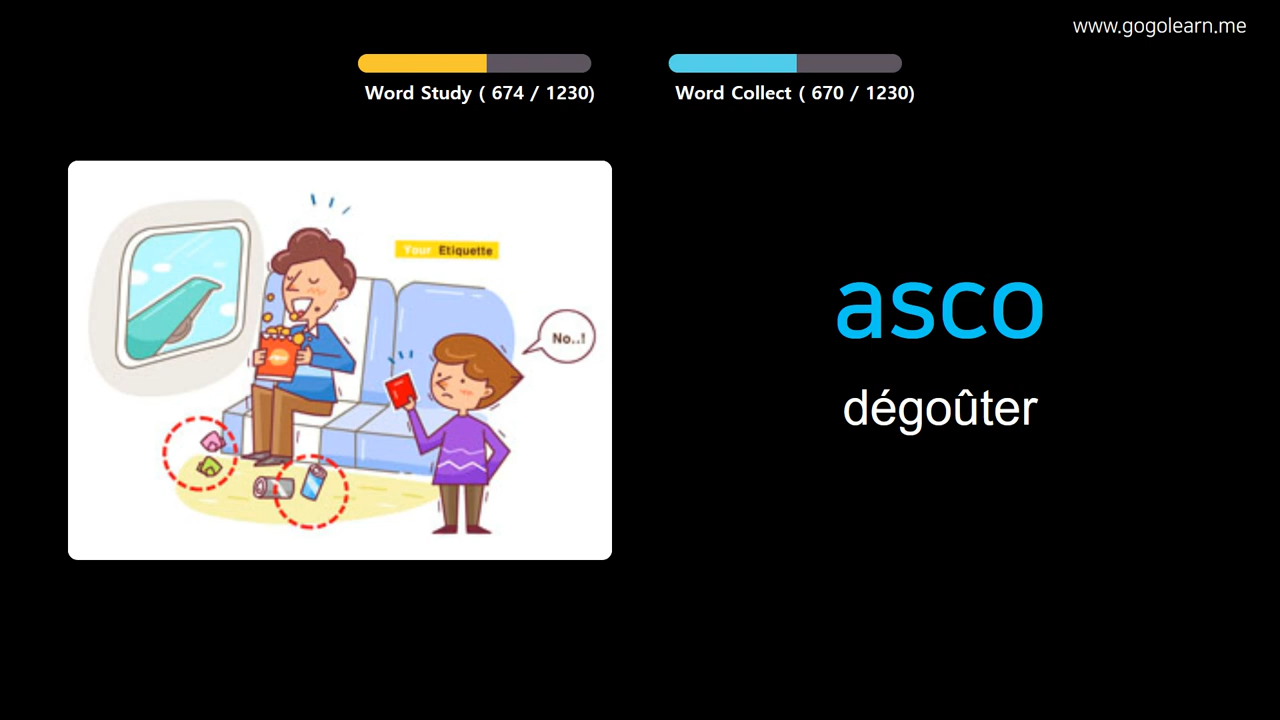 www.gogolearn.me
Word Study ( 674 / 1230)
Word Collect ( 670 / 1230)
Your Etiquette
No..!
asco
dégoûter